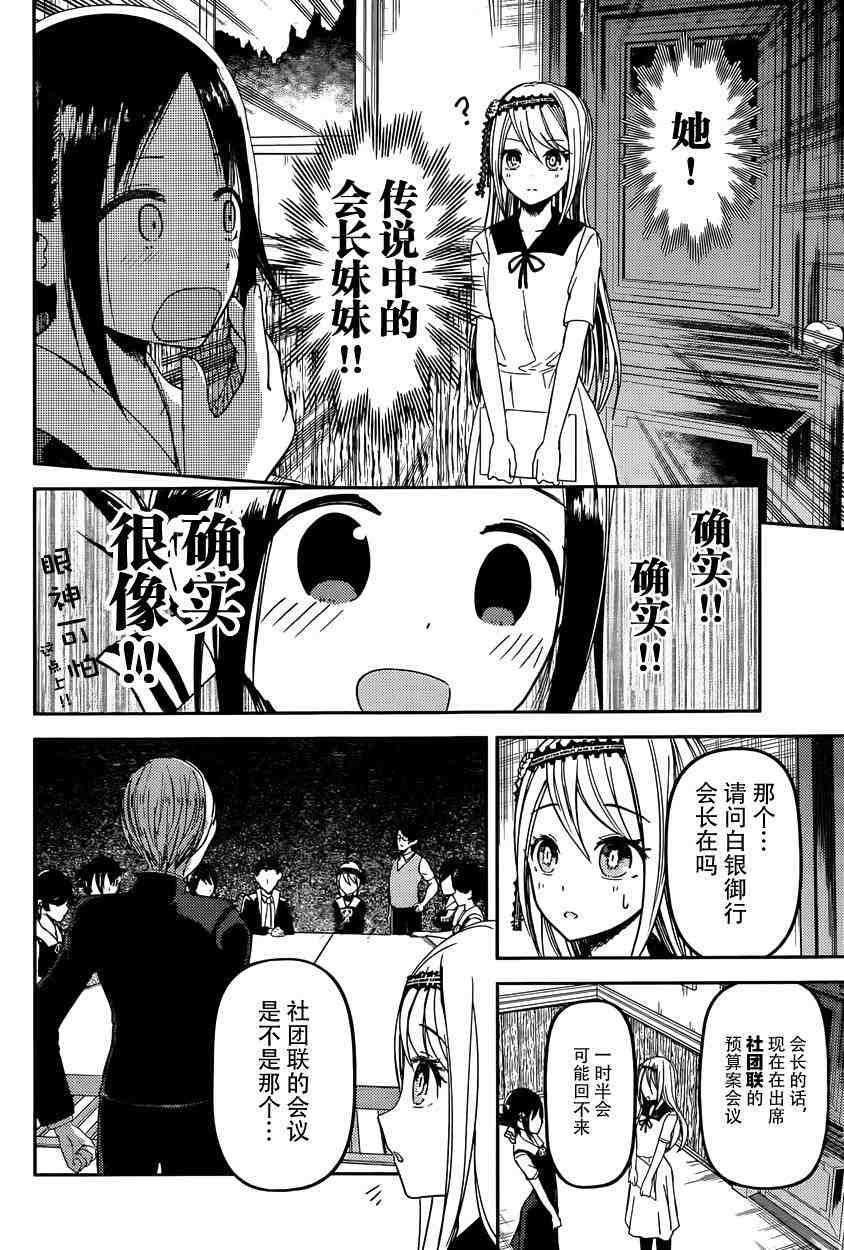 她！
传说中的
会长妹妹!!
?
确实!!
确实!!
确实
很像!!
眼神可怕
这点上!!
那个…
请问白银御行
会长在吗
会长的话，
现在在出席
社团联的
预算案会议
一时半会
可能回不来
社团联的会议
是不是那个…